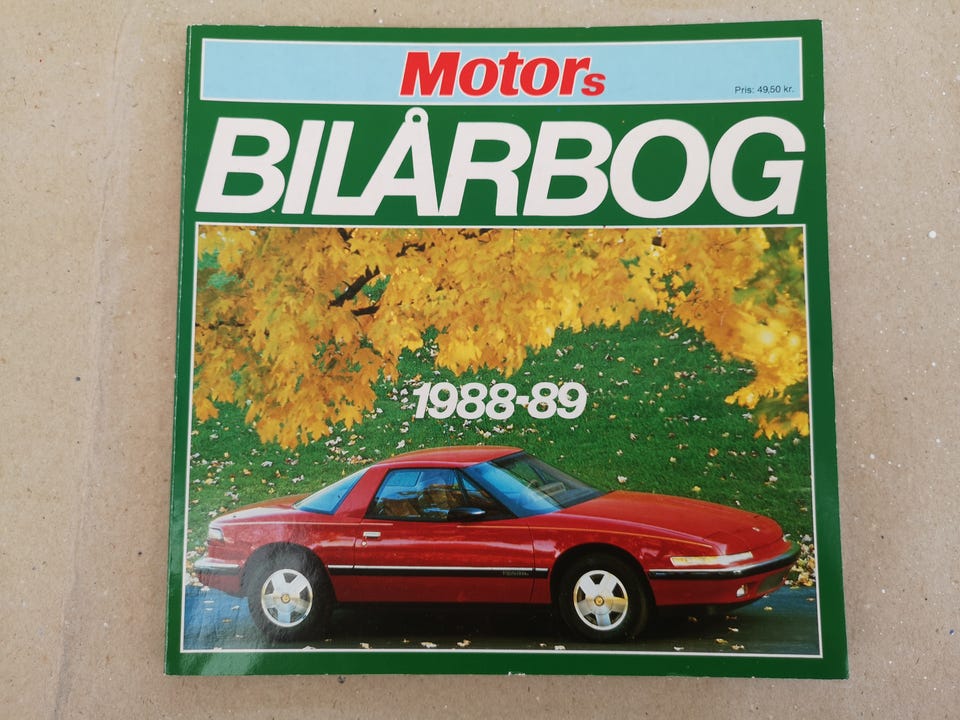 Motors
Pris: 49,50 kr.
BILÅRBOG
1988-89